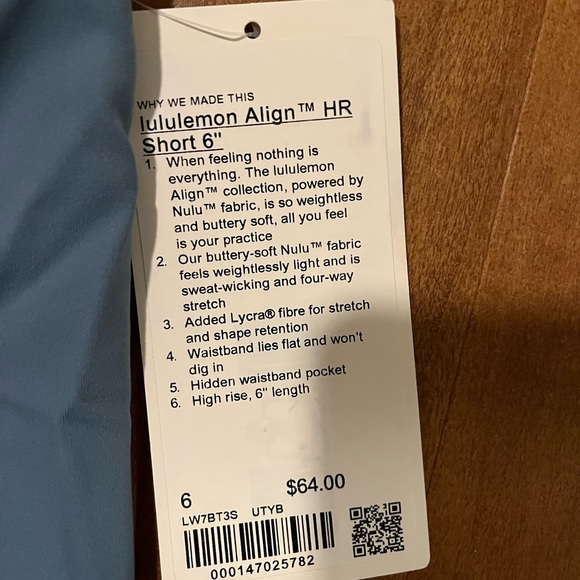 WHY WE MADE THIS
lululemon Align™ HR
Short 6"
1. When feeling nothing is
everything. The lululemon
Align™ collection, powered by
Nulu™ fabric, is so weightless
and buttery soft, all you feel
is your practice
2. Our buttery-soft Nulu™ fabric
feels weightlessly light and is
sweat-wicking and four-way
stretch
3. Added Lycra® fibre for stretch
and shape retention
4. Waistband lies flat and won't
dig in
5. Hidden waistband pocket
6. High rise, 6" length
6 $64.00
LW7BT3S UTYB
000147025782